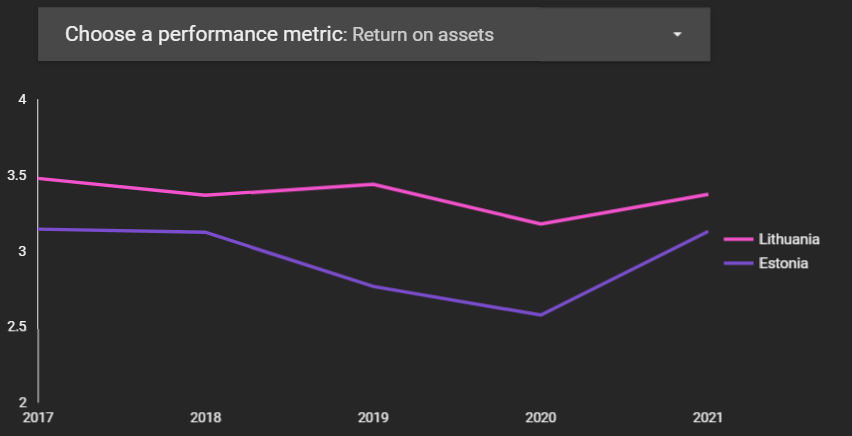 Choose a performance metric: Return on assets
4
3.5
3
2.5
2
2017 2018 2019 2020 2021
Lithuania
Estonia